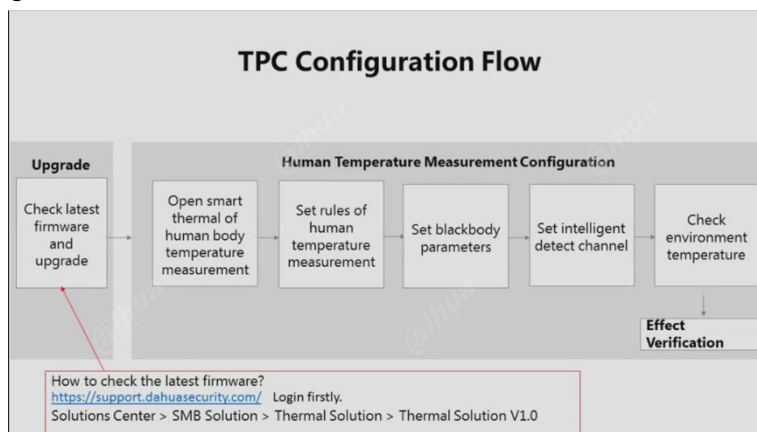 TPC Configuration Flow
Upgrade
Check latest
firmware
and
upgrade
Human Temperature Measurement Configuration
Open smart
thermal of
human body
temperature
measurement
Set rules of
human
temperature
measurement
Set blackbody
parameters
Set intelligent
detect channel
Check
environment
temperature
Effect
Verification
How to check the latest firmware?
https://support.dahuasecurity.com/ Login firstly.
Solutions Center > SMB Solution > Thermal Solution > Thermal Solution V1.0